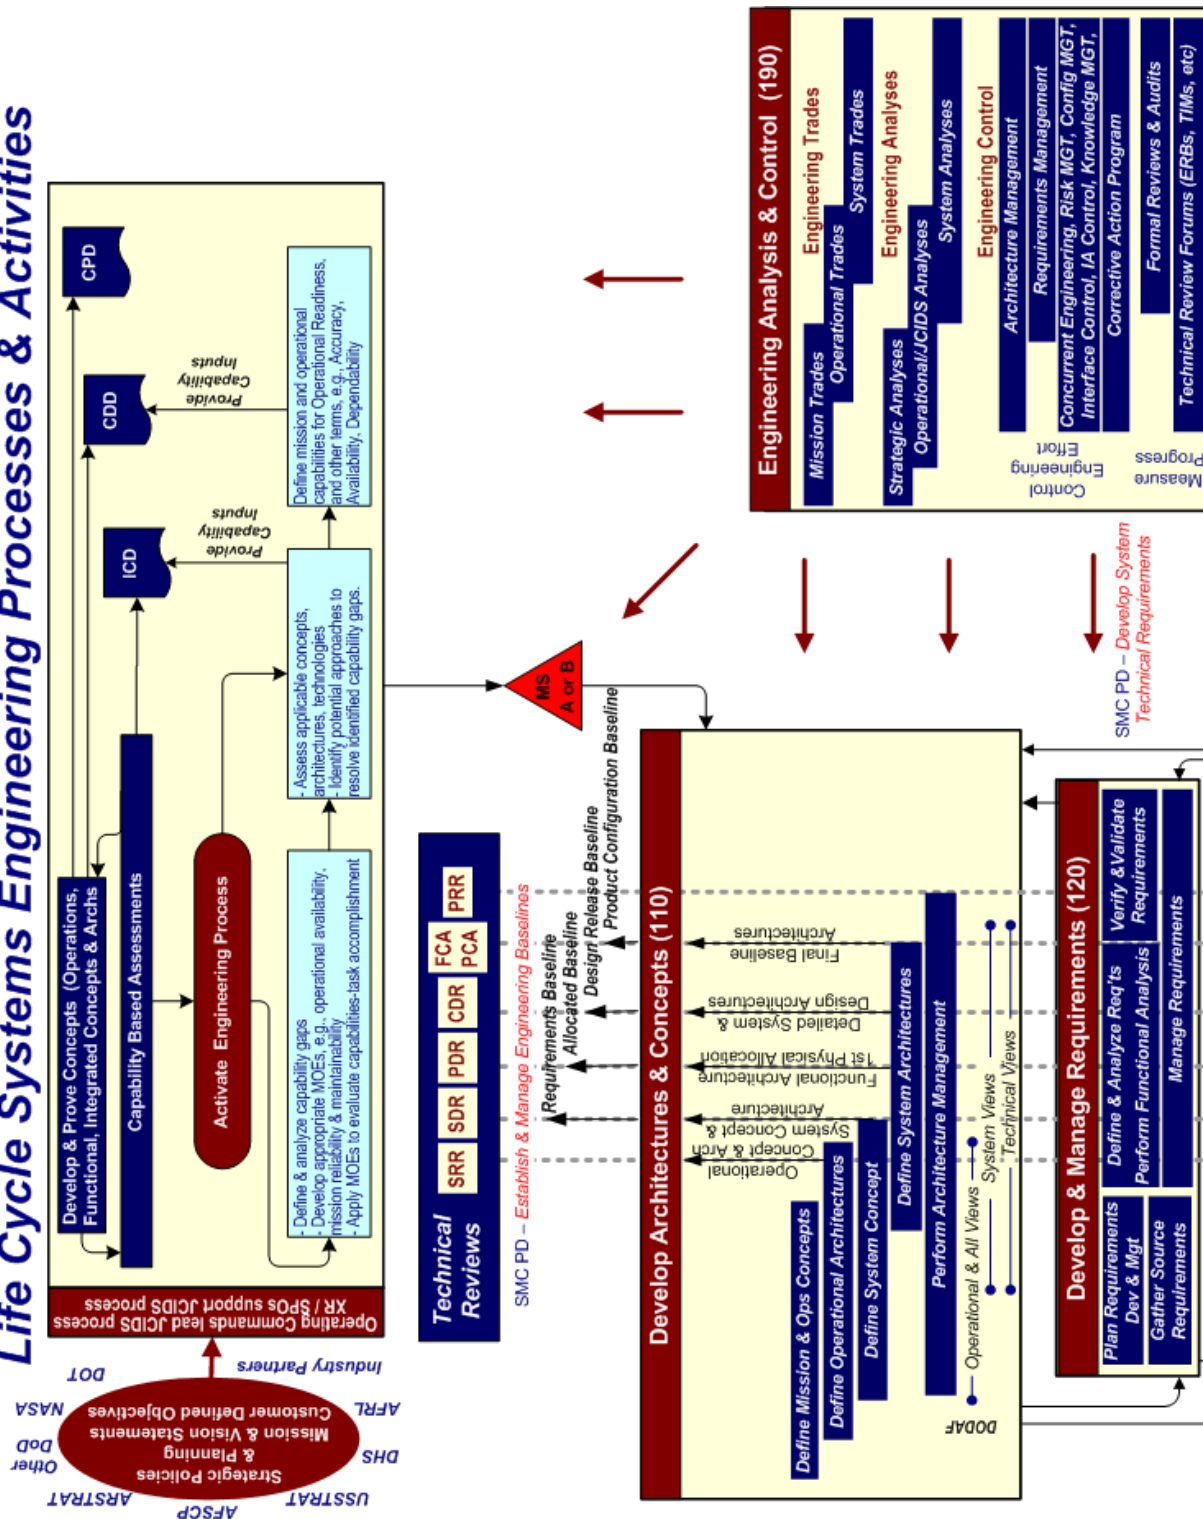 Life Cycle Systems Engineering Processes & Activities
Strategic Policies
& Planning
Mission & Vision Statements
Customer Defined Objectives
USSTRAT
AFSCP
ARSTRAT
Other
DoD
NASA
DOT
DHS
AFRL
Industry Partners
Operating Commands lead JCIDS process
XR / SPOs support JCIDS process
Develop & Prove Concepts (Operations,
Functional, Integrated Concepts & Archs
Capability Based Assessments
Activate Engineering Process
- Define & analyze capability gaps
- Develop appropriate MOEs, e.g., operational availability,
mission reliability & maintainability
- Apply MOEs to evaluate capabilities-task accomplishment
- Assess applicable concepts,
architectures, technologies
- Identify potential approaches to
resolve identified capability gaps.
Define mission and operational
capabilities for Operational Readiness,
and other terms, e.g., Accuracy,
Availability, Dependability
ICD
CDD
CPD
Provide
Capability
Inputs
Provide
Capability
Inputs
MS
A or B
Technical
Reviews
SRR
SDR
PDR
CDR
FCA
PCA
PRR
SMC PD – Establish & Manage Engineering Baselines
Requirements Baseline
Allocated Baseline
Design Release Baseline
Product Configuration Baseline
Develop Architectures & Concepts (110)
Operational
Concept & Arch
System Concept &
Architecture
Functional Architecture
1st Physical Allocation
Detailed System &
Design Architectures
Final Baseline
Architectures
Define Mission & Ops Concepts
Define Operational Architectures
Define System Concept
Define System Architectures
Perform Architecture Management
DODAF
Operational & All Views
System Views
Technical Views
Develop & Manage Requirements (120)
Plan Requirements
Dev & Mgt
Gather Source
Requirements
Define & Analyze Req'ts
Perform Functional Analysis
Verify &Validate
Requirements
Manage Requirements
SMC PD – Develop System
Technical Requirements
Engineering Analysis & Control (190)
Engineering Trades
Mission Trades
Operational Trades
System Trades
Engineering Analyses
Strategic Analyses
Operational/JCIDS Analyses
System Analyses
Engineering Control
Control
Engineering
Effort
Architecture Management
Requirements Management
Concurrent Engineering, Risk MGT, Config MGT,
Interface Control, IA Control, Knowledge MGT,
Corrective Action Program
Measure
Progress
Formal Reviews & Audits
Technical Review Forums (ERBs, TIMs, etc)